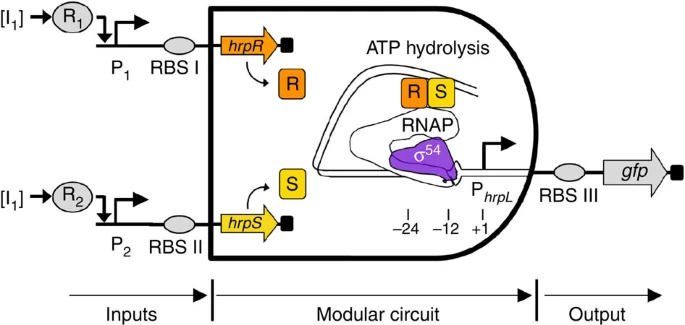 [I₁]
R₁
P₁
RBS I
hrpR
R
ATP hydrolysis
R S
RNAP
σ⁵⁴
P_hrpL
–24 –12 +1
[I₁]
R₂
P₂
RBS II
hrpS
S
RBS III
gfp
Inputs
Modular circuit
Output